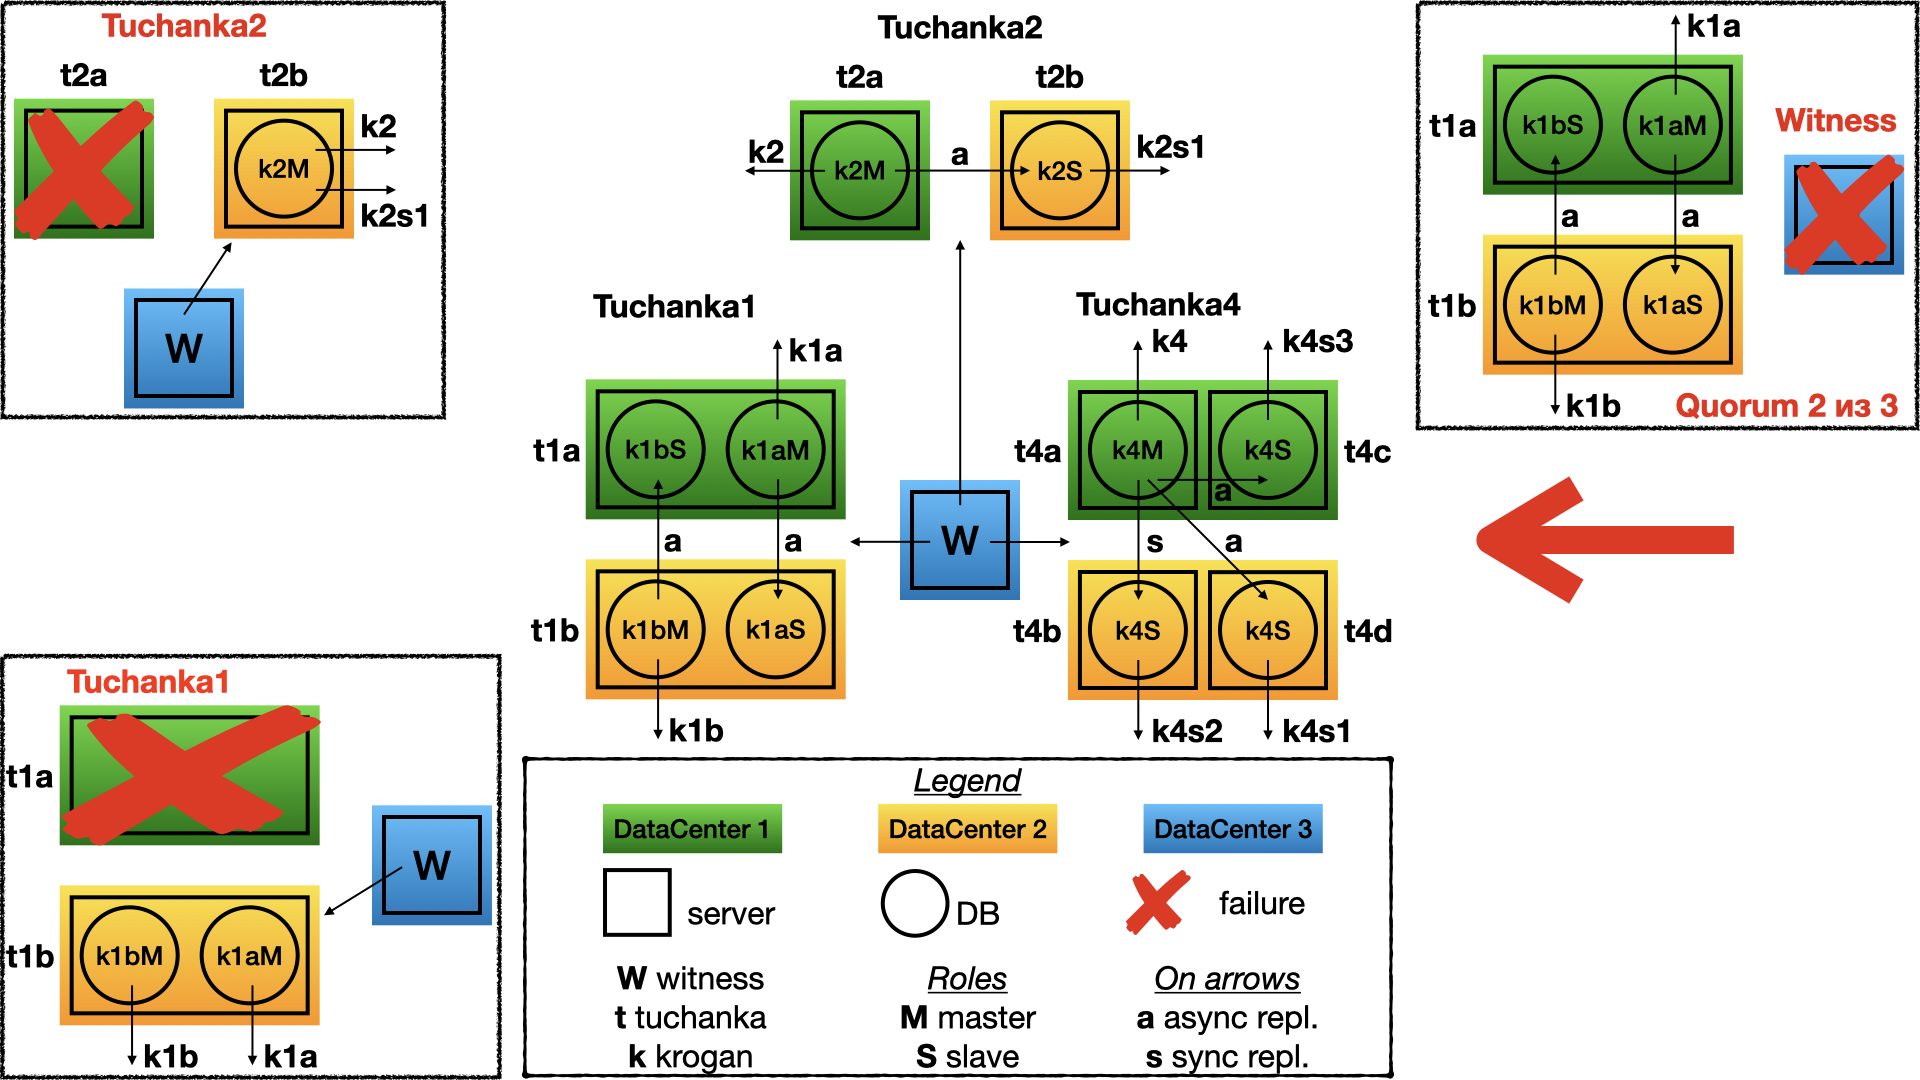 Tuchanka2
t2a
t2b
k2M
k2
k2s1
W
Tuchanka2
t2a
t2b
k2
k2M
a
k2S
k2s1
k1a
t1a
k1bS
k1aM
Witness
a
a
t1b
k1bM
k1aS
k1b
Quorum 2 из 3
Tuchanka1
k1a
t1a
k1bS
k1aM
a
a
t1b
k1bM
k1aS
k1b
W
Tuchanka4
k4
k4s3
t4a
k4M
k4S
t4c
a
s
a
t4b
k4S
k4S
t4d
k4s2
k4s1
Tuchanka1
t1a
W
t1b
k1bM
k1aM
k1b
k1a
Legend
DataCenter 1
DataCenter 2
DataCenter 3
server
DB
failure
W witness
Roles
On arrows
t tuchanka
M master
a async repl.
k krogan
S slave
s sync repl.